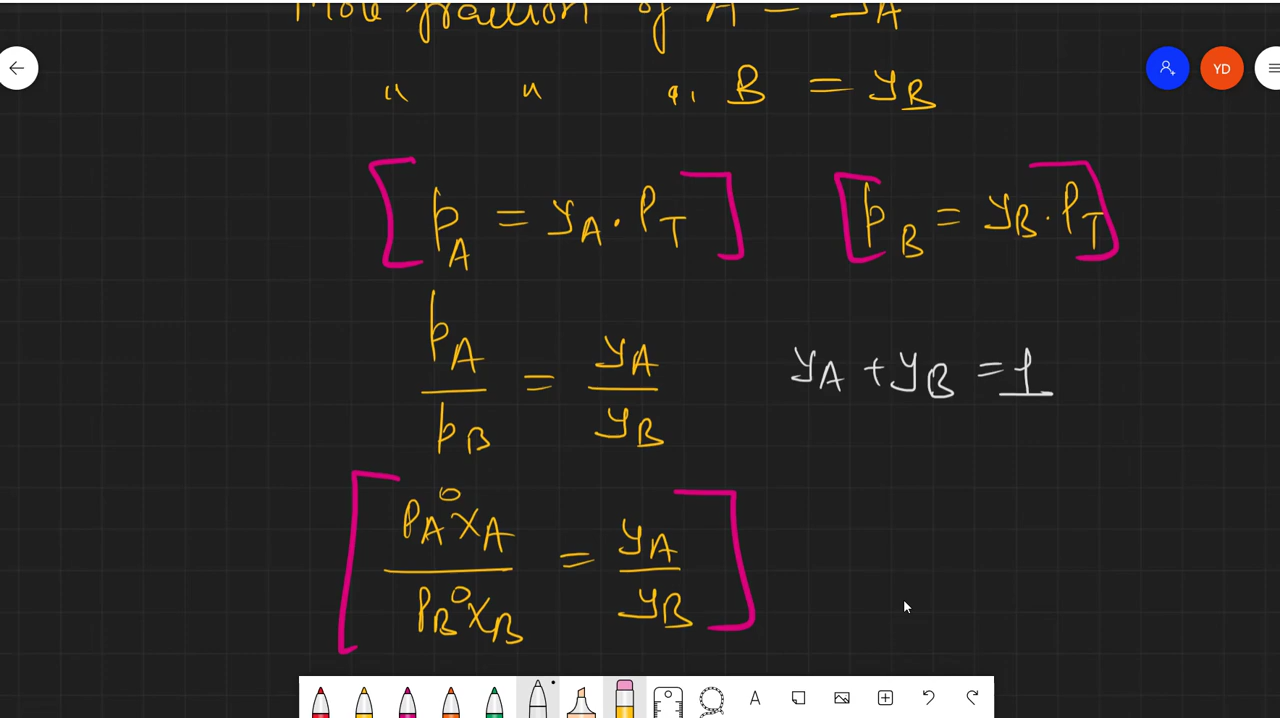 Mole fraction of A = yA
" " " B = yB
YD
[pA = yA . PT] [pB = yB . PT]
pA/pB = yA/yB yA + yB = 1
[PA°xA/PB°xB = yA/yB]
A